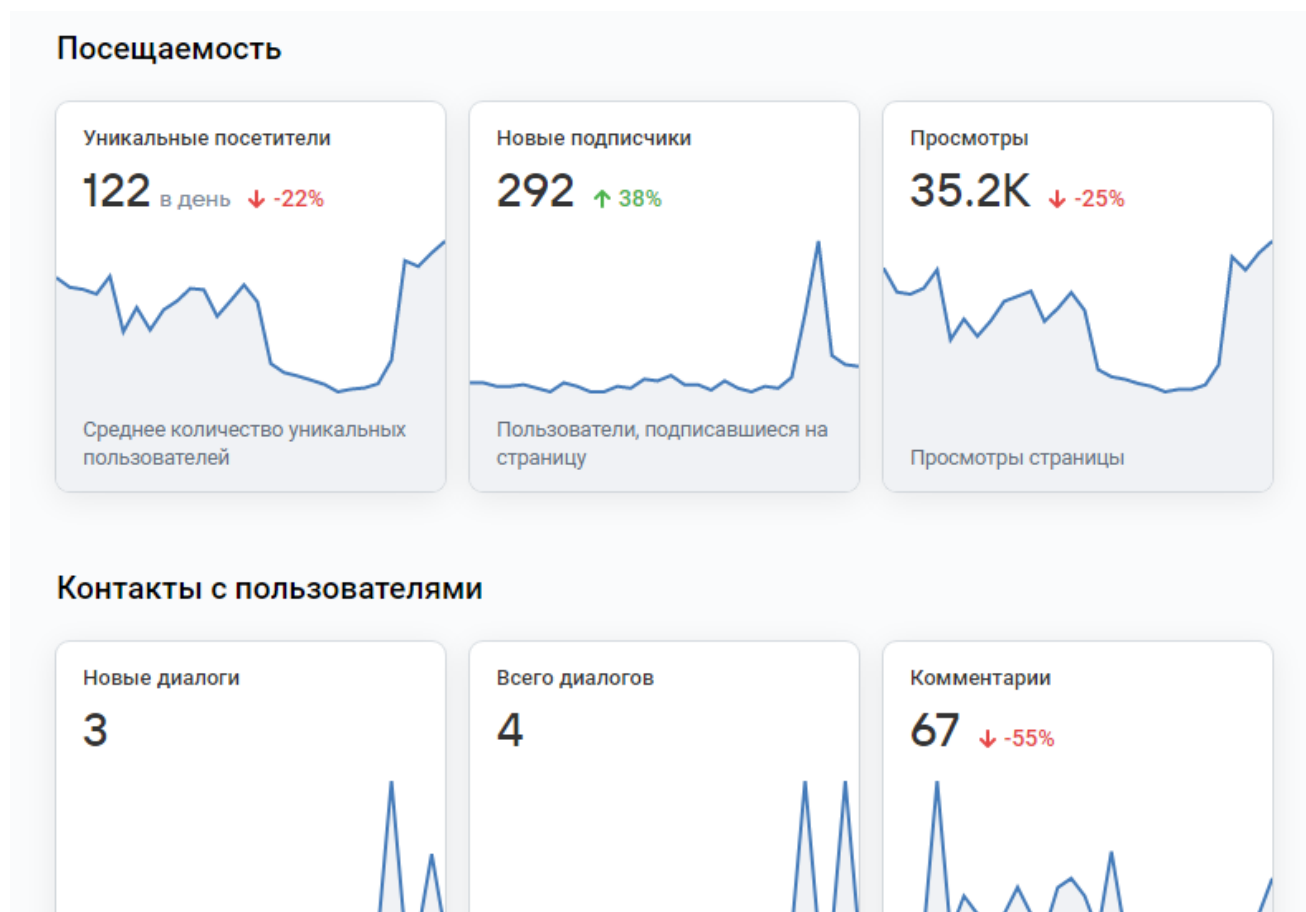 Посещаемость
Уникальные посетители
122 в день ↓ -22%
Среднее количество уникальных
пользователей
Новые подписчики
292 ↑ 38%
Пользователи, подписавшиеся на
страницу
Просмотры
35.2K ↓ -25%
Просмотры страницы
Контакты с пользователями
Новые диалоги
3
Всего диалогов
4
Комментарии
67 ↓ -55%